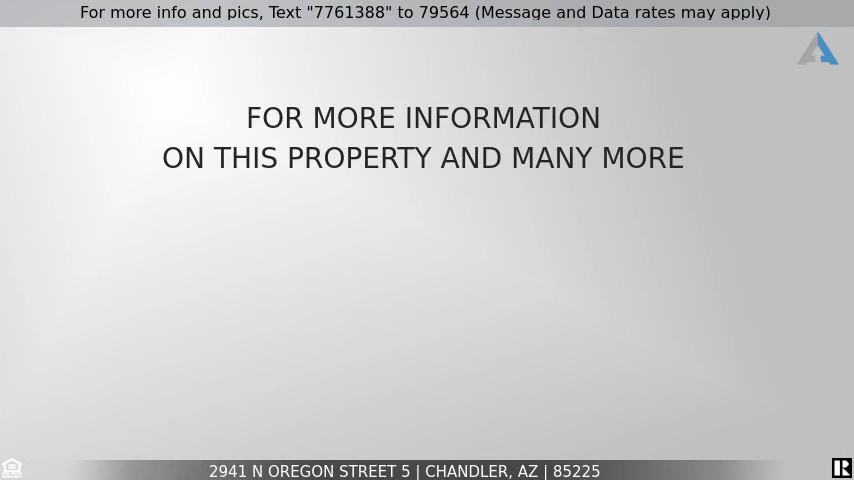 For more info and pics, Text "7761388" to 79564 (Message and Data rates may apply)
FOR MORE INFORMATION
ON THIS PROPERTY AND MANY MORE
2941 N OREGON STREET 5 | CHANDLER, AZ | 85225